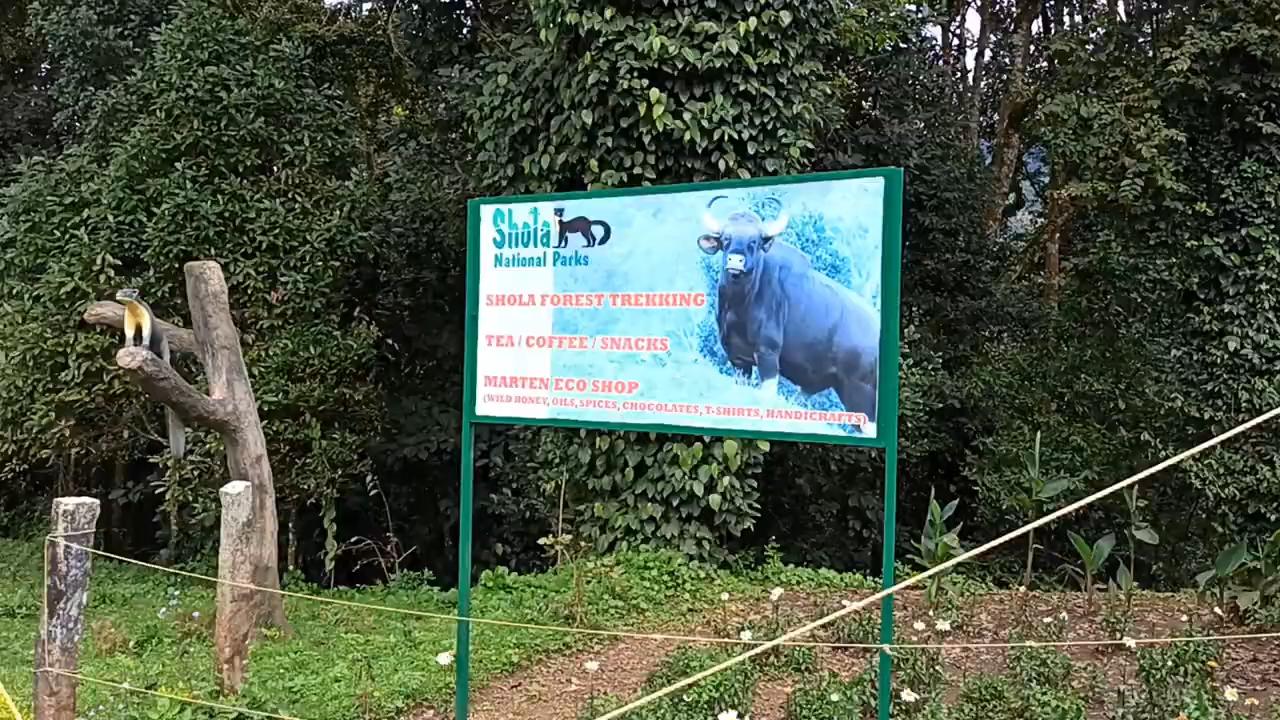 Shola
National Parks
SHOLA FOREST TREKKING
TEA / COFFEE / SNACKS
MARTEN ECO SHOP
(WILD HONEY, OILS, SPICES, CHOCOLATES, T-SHIRTS, HANDICRAFTS)